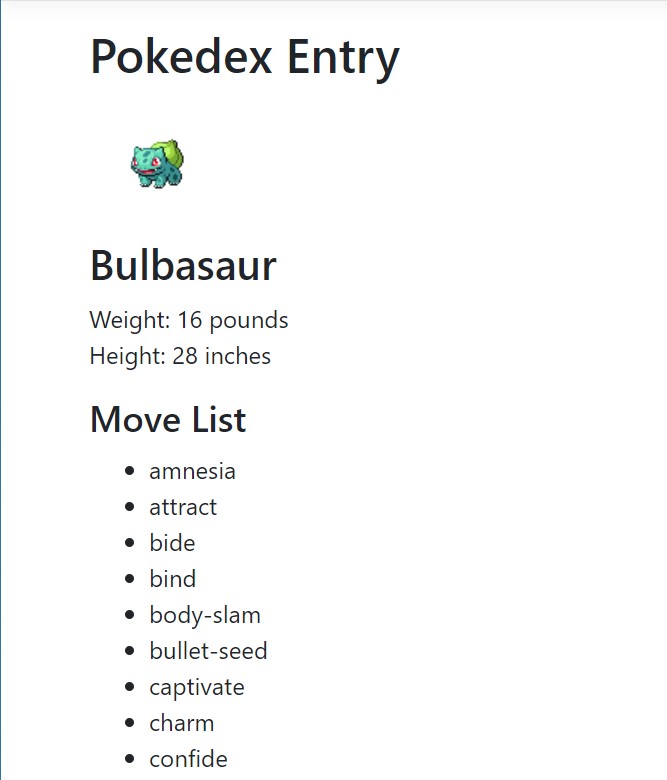 Pokedex Entry
Bulbasaur
Weight: 16 pounds
Height: 28 inches
Move List
amnesia
attract
bide
bind
body-slam
bullet-seed
captivate
charm
confide